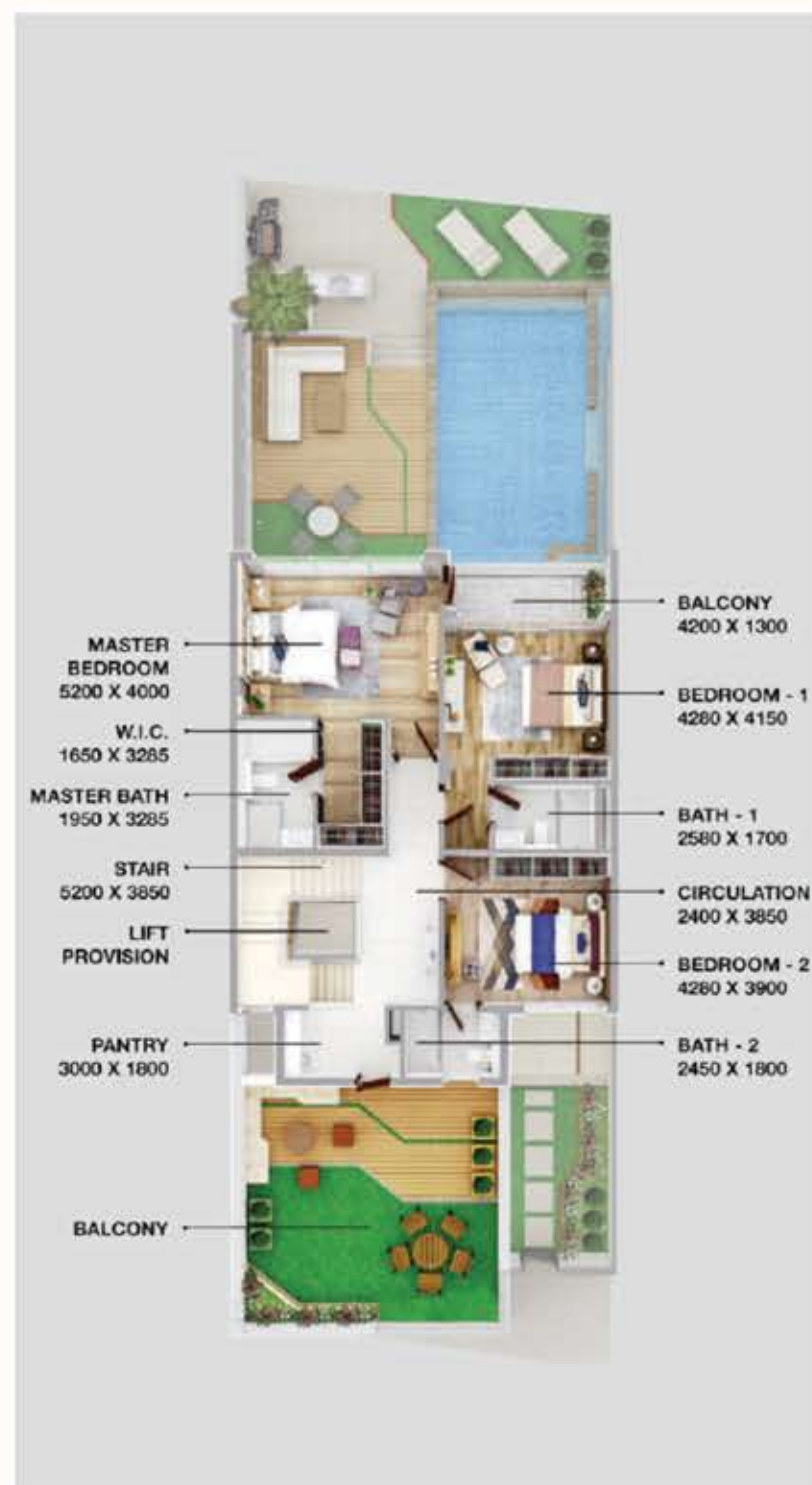 MASTER
BEDROOM
5200 X 4000
W.I.C.
1650 X 3285
MASTER BATH
1950 X 3285
STAIR
5200 X 3850
LIFT
PROVISION
PANTRY
3000 X 1800
BALCONY
BALCONY
4200 X 1300
BEDROOM - 1
4280 X 4150
BATH - 1
2580 X 1700
CIRCULATION
2400 X 3850
BEDROOM - 2
4280 X 3900
BATH - 2
2450 X 1800